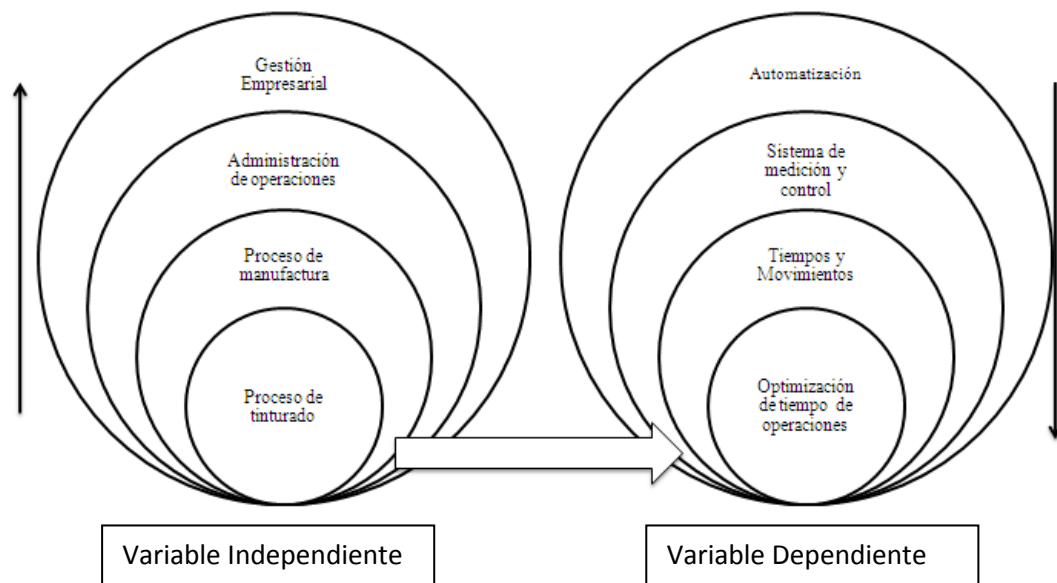 Gestión
Empresarial
Administración
de operaciones
Proceso de
manufactura
Proceso de
tinturado
Variable Independiente
Automatización
Sistema de
medición y
control
Tiempos y
Movimientos
Optimización
de tiempo de
operaciones
Variable Dependiente